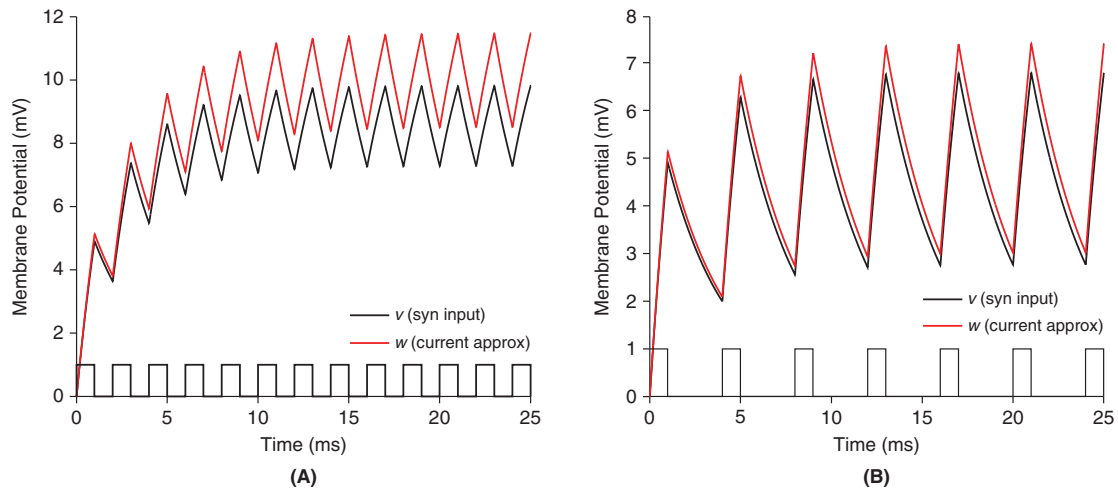 12
10
8
6
4
2
0
Membrane Potential (mV)
v (syn input)
w (current approx)
0 5 10 15 20 25
Time (ms)
(A)
8
7
6
5
4
3
2
1
0
Membrane Potential (mV)
v (syn input)
w (current approx)
0 5 10 15 20 25
Time (ms)
(B)